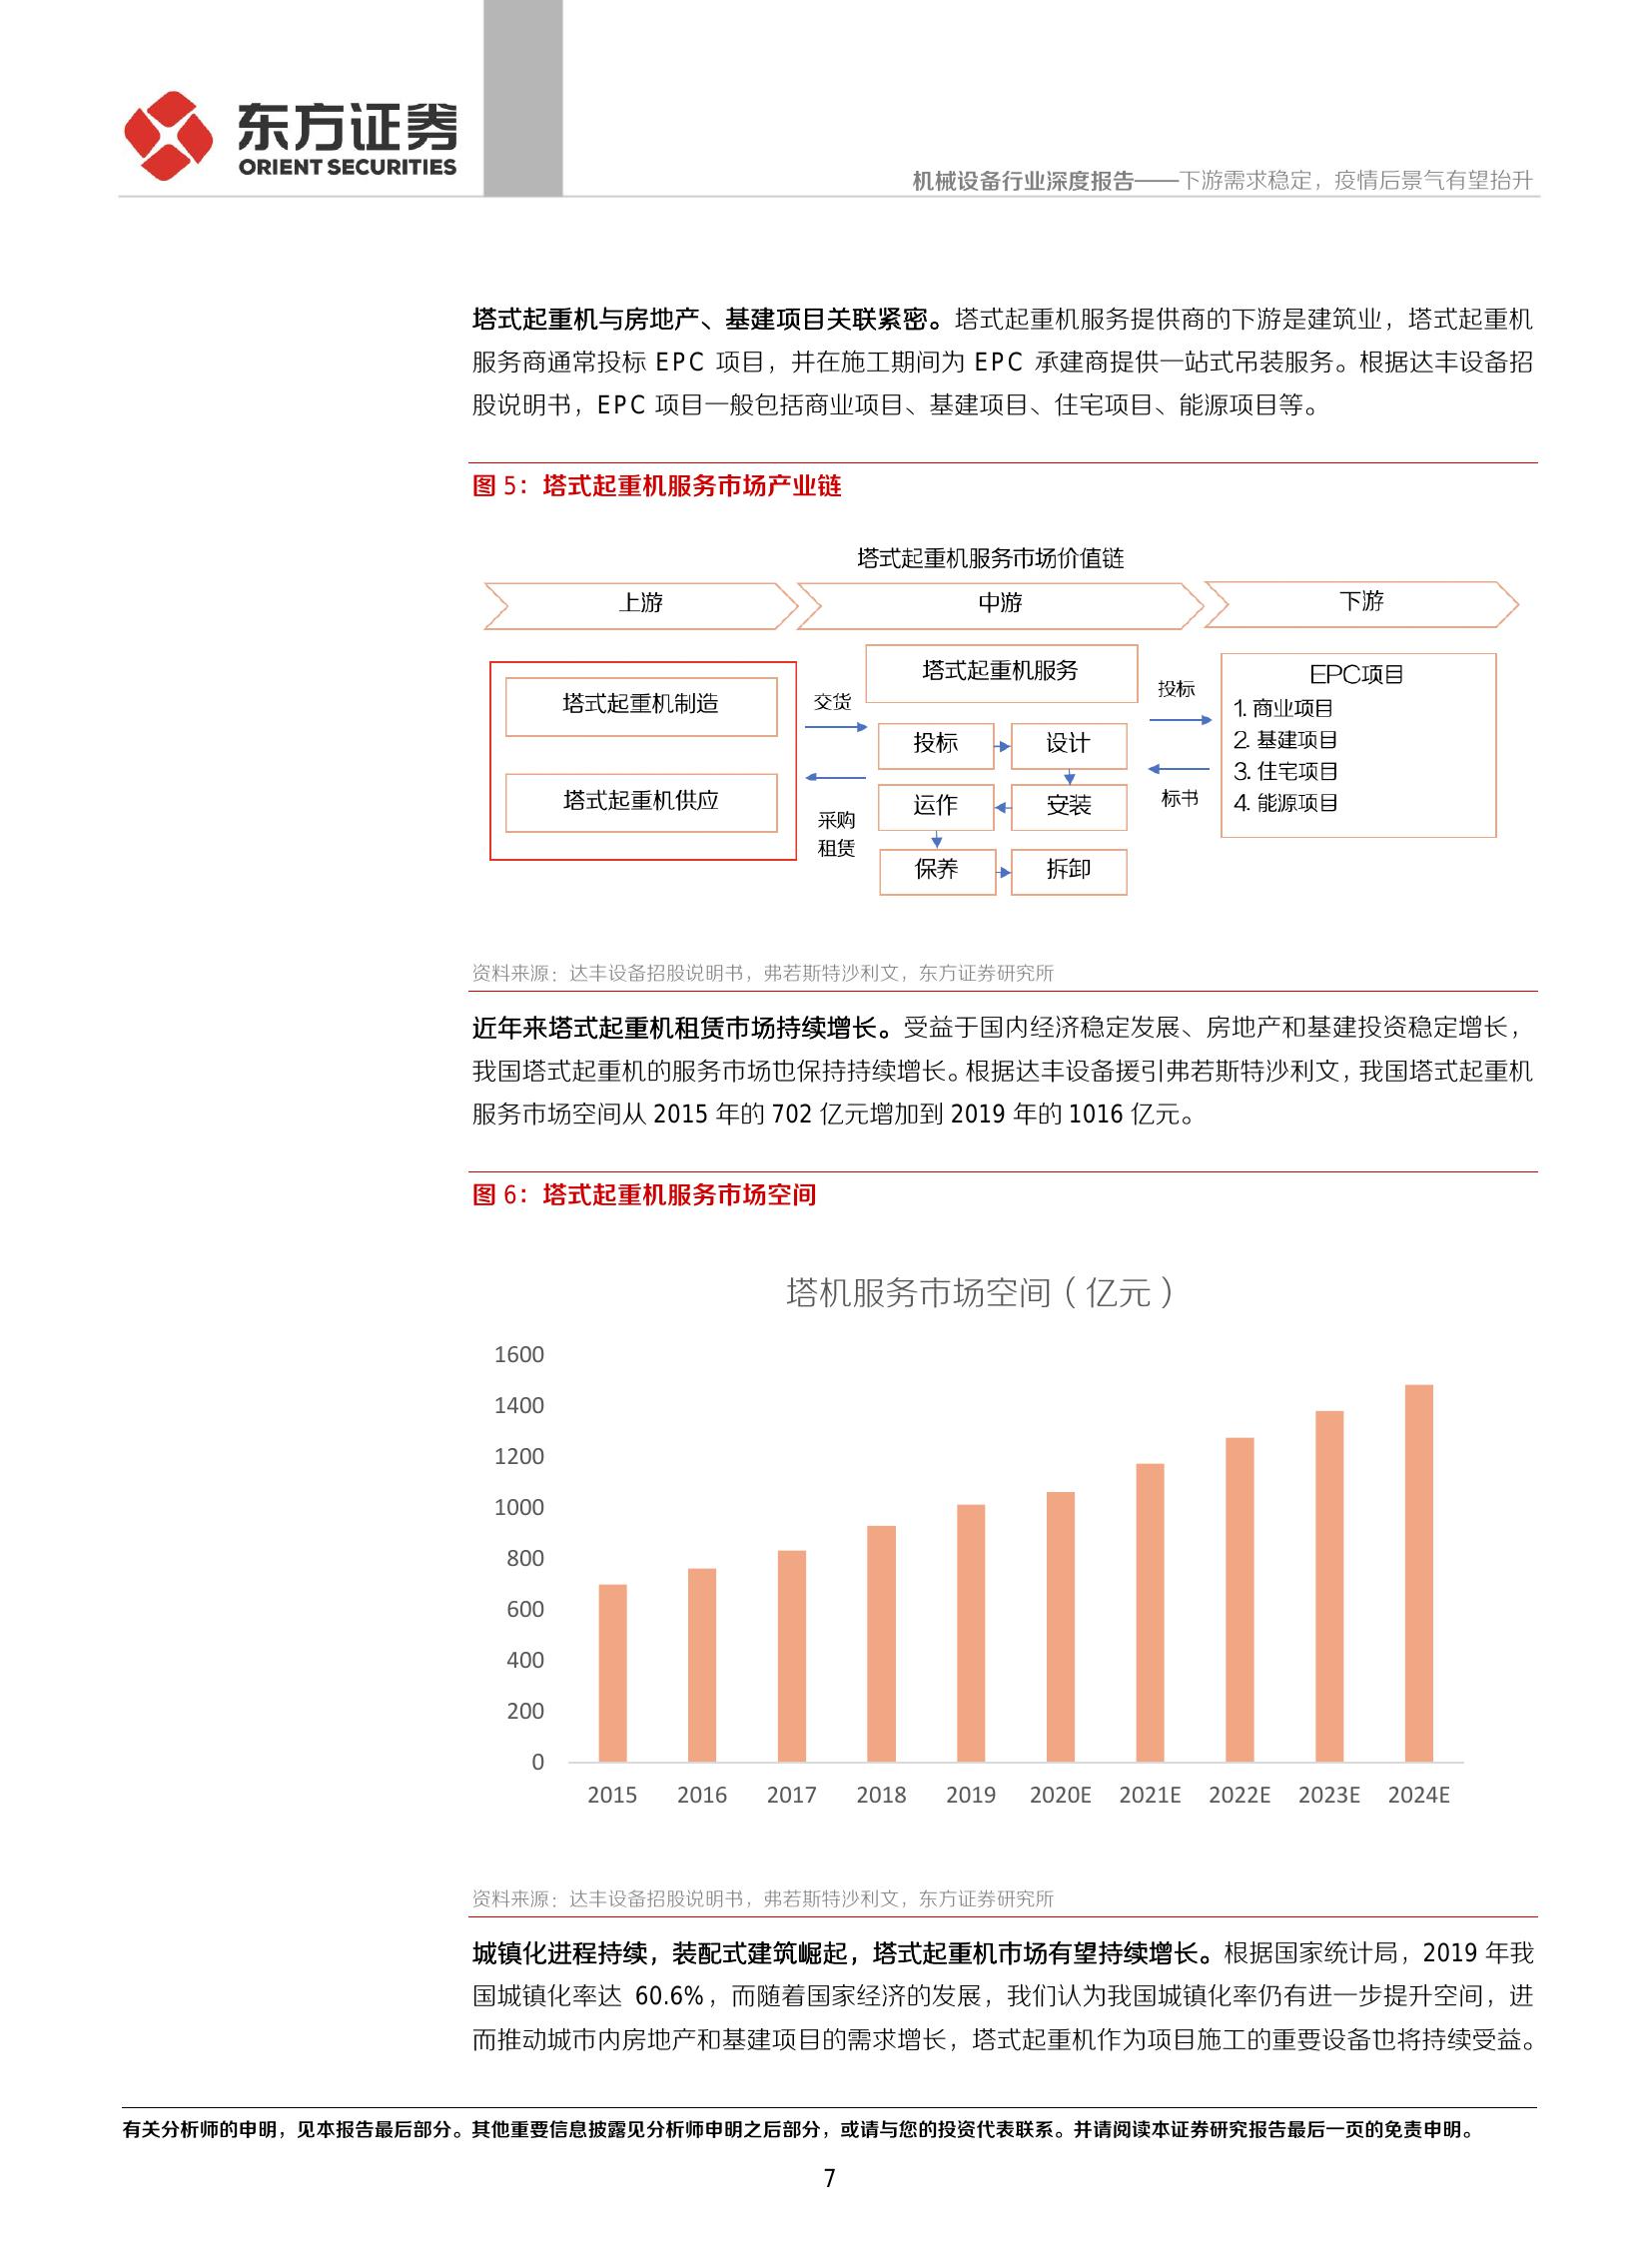 东方证券
ORIENT SECURITIES
机械设备行业深度报告——下游需求稳定，疫情后景气有望抬升
塔式起重机与房地产、基建项目关联紧密。塔式起重机服务提供商的下游是建筑业，塔式起重机
服务商通常投标 EPC 项目，并在施工期间为 EPC 承建商提供一站式吊装服务。根据达丰设备招
股说明书，EPC 项目一般包括商业项目、基建项目、住宅项目、能源项目等。
图 5：塔式起重机服务市场产业链
塔式起重机服务市场价值链
上游
中游
下游
塔式起重机制造
塔式起重机供应
交货
采购
租赁
塔式起重机服务
投标
设计
运作
安装
保养
拆卸
投标
标书
EPC项目
1. 商业项目
2. 基建项目
3. 住宅项目
4. 能源项目
资料来源：达丰设备招股说明书，弗若斯特沙利文，东方证券研究所
近年来塔式起重机租赁市场持续增长。受益于国内经济稳定发展、房地产和基建投资稳定增长，
我国塔式起重机的服务市场也保持持续增长。根据达丰设备援引弗若斯特沙利文，我国塔式起重机
服务市场空间从 2015 年的 702 亿元增加到 2019 年的 1016 亿元。
图 6：塔式起重机服务市场空间
塔机服务市场空间（亿元）
1600
1400
1200
1000
800
600
400
200
0
2015 2016 2017 2018 2019 2020E 2021E 2022E 2023E 2024E
资料来源：达丰设备招股说明书，弗若斯特沙利文，东方证券研究所
城镇化进程持续，装配式建筑崛起，塔式起重机市场有望持续增长。根据国家统计局，2019 年我
国城镇化率达 60.6%，而随着国家经济的发展，我们认为我国城镇化率仍有进一步提升空间，进
而推动城市内房地产和基建项目的需求增长，塔式起重机作为项目施工的重要设备也将持续受益。
有关分析师的申明，见本报告最后部分。其他重要信息披露见分析师申明之后部分，或请与您的投资代表联系。并请阅读本证券研究报告最后一页的免责申明。
7